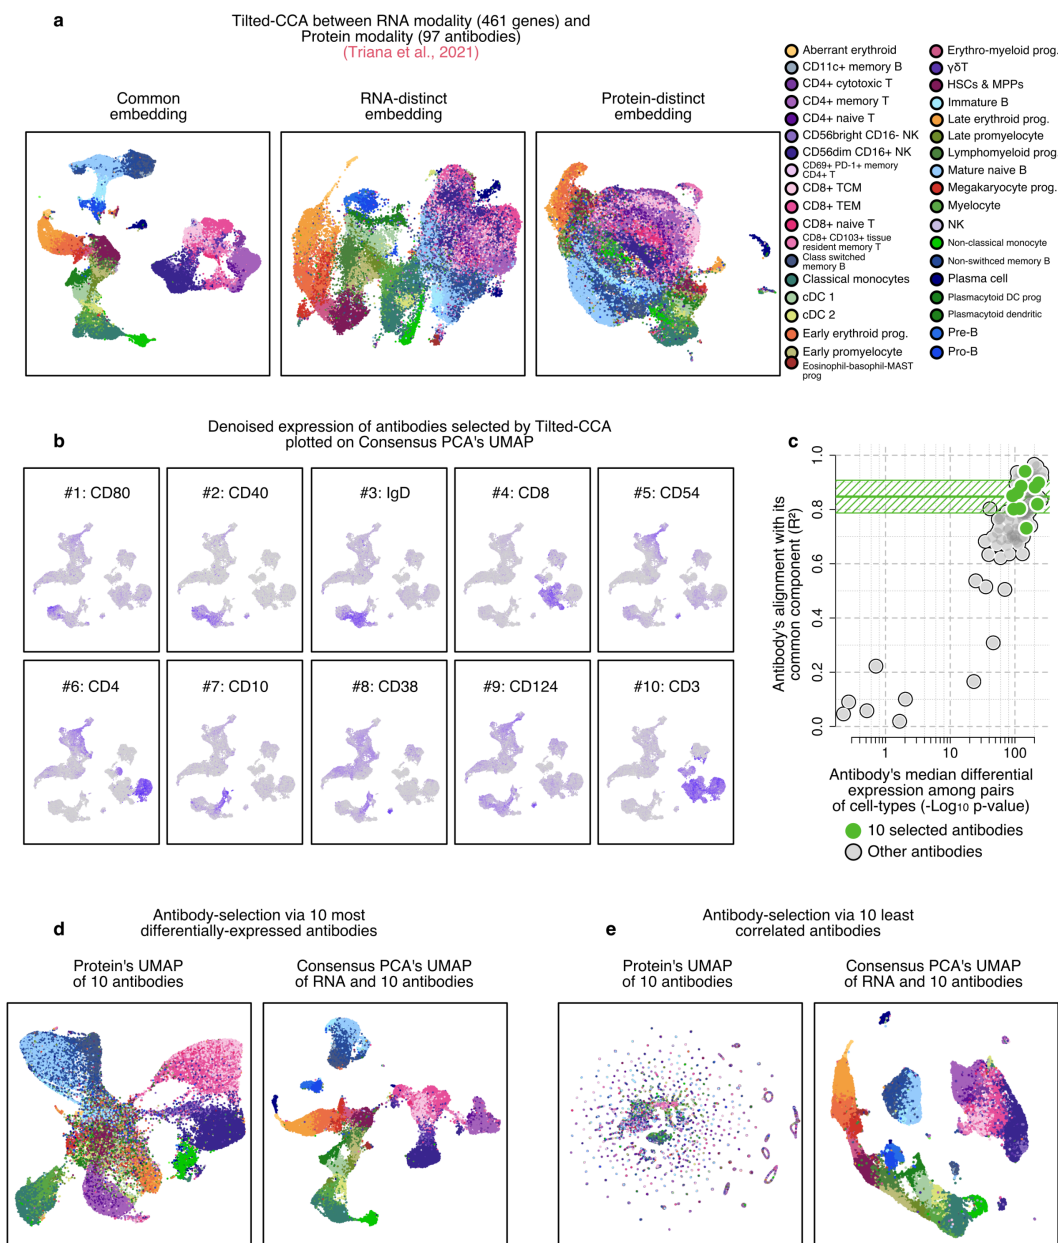 a
Tilted-CCA between RNA modality (461 genes) and
Protein modality (97 antibodies)
(Triana et al., 2021)
Common
embedding
RNA-distinct
embedding
Protein-distinct
embedding
Aberrant erythroid
CD11c+ memory B
CD4+ cytotoxic T
CD4+ memory T
CD4+ naive T
CD56bright CD16- NK
CD56dim CD16+ NK
CD69+ PD-1+ memory
CD4+ T
CD8+ TCM
CD8+ TEM
CD8+ naive T
CD8+ CD103+ tissue
resident memory T
Class switched
memory B
Classical monocytes
cDC 1
cDC 2
Early erythroid prog.
Early promyelocyte
Eosinophil-basophil-MAST
prog
Erythro-myeloid prog.
γδT
HSCs & MPPs
Immature B
Late erythroid prog.
Late promyelocyte
Lymphomyeloid prog
Mature naive B
Megakaryocyte prog.
Myelocyte
NK
Non-classical monocyte
Non-swithced memory B
Plasma cell
Plasmacytoid DC prog
Plasmacytoid dendritic
Pre-B
Pro-B
b
Denoised expression of antibodies selected by Tilted-CCA
plotted on Consensus PCA's UMAP
#1: CD80
#2: CD40
#3: IgD
#4: CD8
#5: CD54
#6: CD4
#7: CD10
#8: CD38
#9: CD124
#10: CD3
c
Antibody's alignment with its
common component (R²)
1.0
0.8
0.6
0.4
0.2
0.0
1
10
100
Antibody's median differential
expression among pairs
of cell-types (-Log₁₀ p-value)
10 selected antibodies
Other antibodies
d
Antibody-selection via 10 most
differentially-expressed antibodies
Protein's UMAP
of 10 antibodies
Consensus PCA's UMAP
of RNA and 10 antibodies
e
Antibody-selection via 10 least
correlated antibodies
Protein's UMAP
of 10 antibodies
Consensus PCA's UMAP
of RNA and 10 antibodies